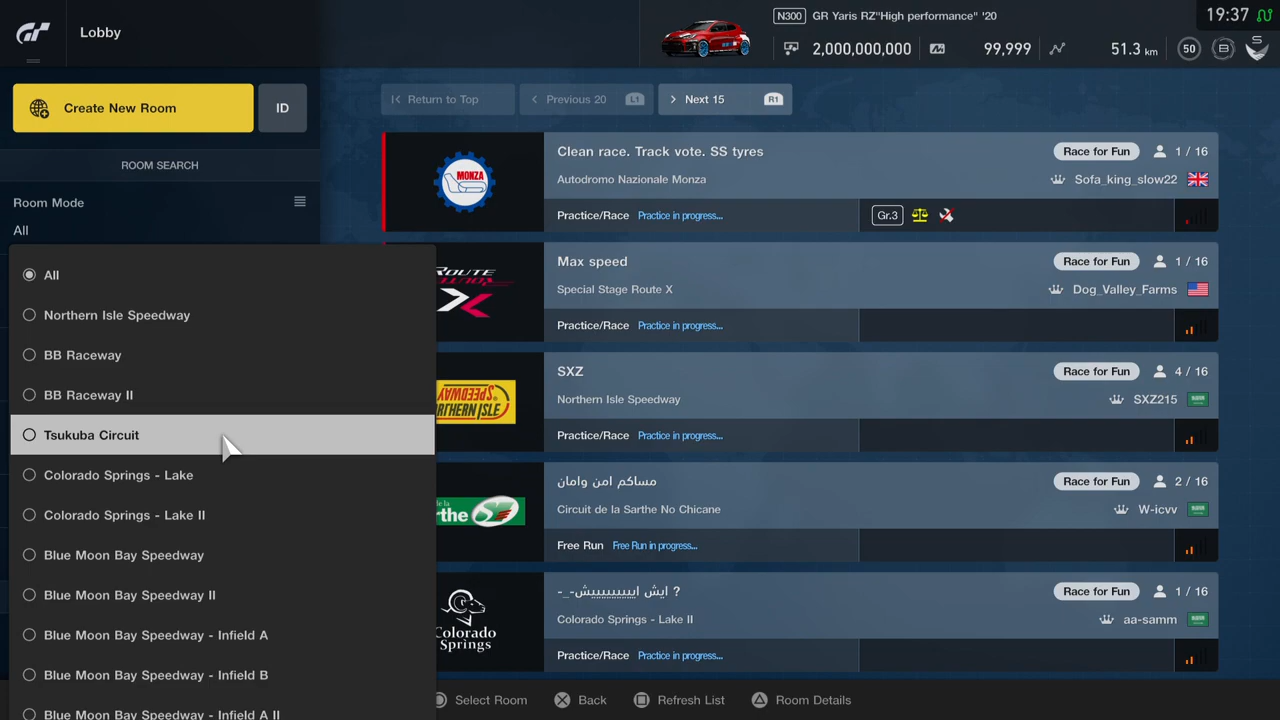 Lobby
N300 GR Yaris RZ"High performance" '20
19:37
2,000,000,000 99,999 51.3 km 50 B S
Create New Room
ID
ROOM SEARCH
Room Mode
All
All
Northern Isle Speedway
BB Raceway
BB Raceway II
Tsukuba Circuit
Colorado Springs - Lake
Colorado Springs - Lake II
Blue Moon Bay Speedway
Blue Moon Bay Speedway II
Blue Moon Bay Speedway - Infield A
Blue Moon Bay Speedway - Infield B
Blue Moon Bay Speedway - Infield A II
Return to Top
Previous 20 L1
Next 15 R1
MONZA
Clean race. Track vote. SS tyres
Race for Fun 1 / 16
Autodromo Nazionale Monza
Sofa_king_slow22
Practice/Race Practice in progress...
Gr.3
ROUTE
X
Max speed
Race for Fun 1 / 16
Special Stage Route X
Dog_Valley_Farms
Practice/Race Practice in progress...
SPEEDWAY
NORTHERN ISLE
SXZ
Race for Fun 4 / 16
Northern Isle Speedway
SXZ215
Practice/Race Practice in progress...
de la
rthe
مساكم امن وامان
Race for Fun 2 / 16
Circuit de la Sarthe No Chicane
W-icvv
Free Run Free Run in progress...
Colorado
Springs
-_-ايش ابيييييييش ?
Race for Fun 1 / 16
Colorado Springs - Lake II
aa-samm
Practice/Race Practice in progress...
Select Room
Back
Refresh List
Room Details